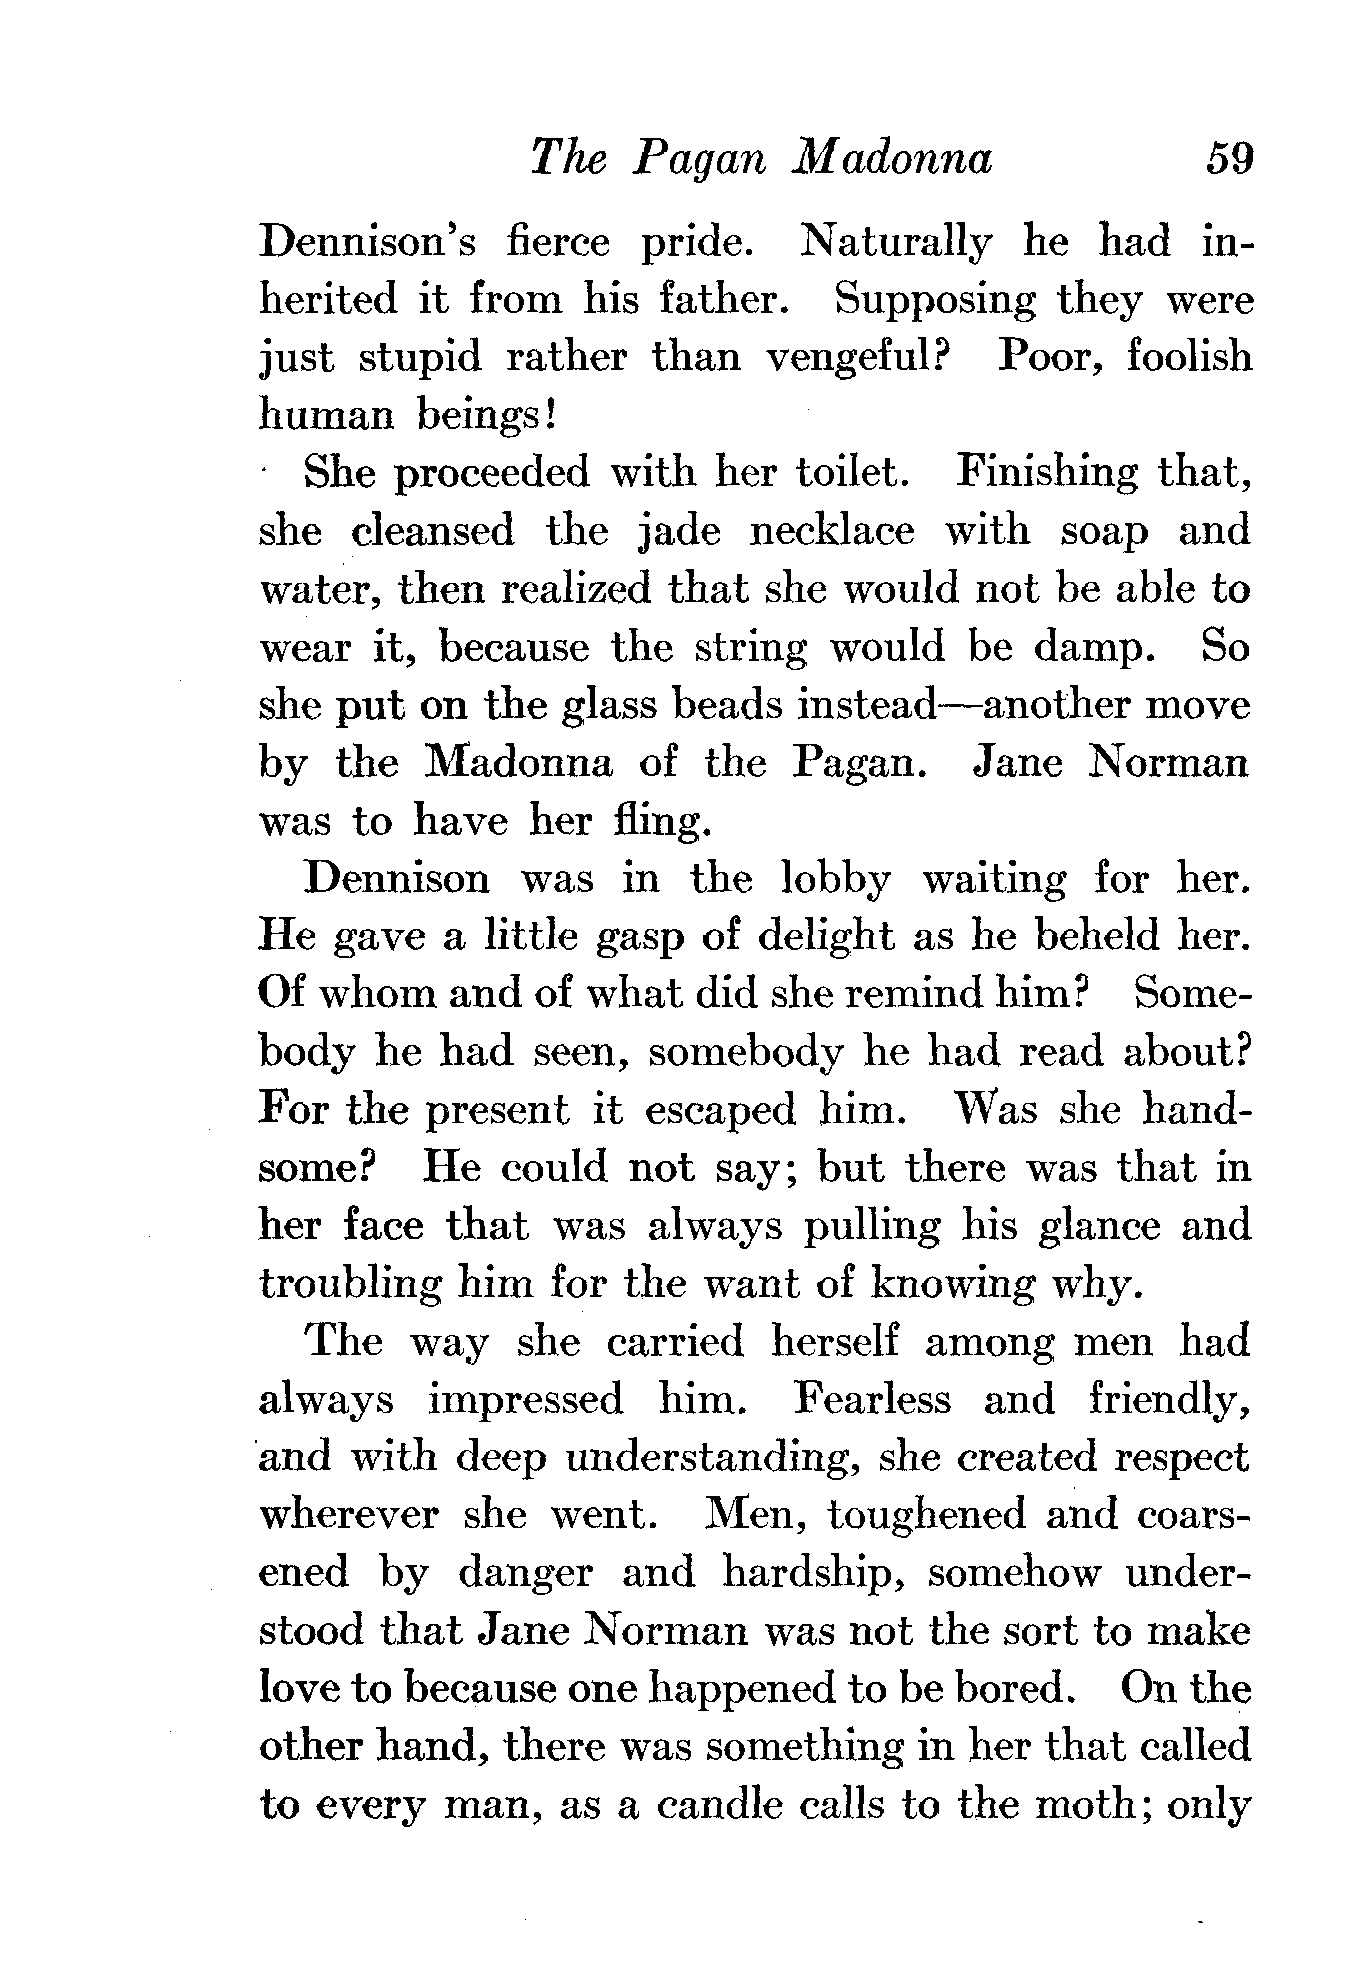 The Pagan Madonna 59
Dennison's fierce pride. Naturally he had in-
herited it from his father. Supposing they were
just stupid rather than vengeful? Poor, foolish
human beings!
She proceeded with her toilet. Finishing that,
she cleansed the jade necklace with soap and
water, then realized that she would not be able to
wear it, because the string would be damp. So
she put on the glass beads instead—another move
by the Madonna of the Pagan. Jane Norman
was to have her fling.
Dennison was in the lobby waiting for her.
He gave a little gasp of delight as he beheld her.
Of whom and of what did she remind him? Some-
body he had seen, somebody he had read about?
For the present it escaped him. Was she hand-
some? He could not say; but there was that in
her face that was always pulling his glance and
troubling him for the want of knowing why.
The way she carried herself among men had
always impressed him. Fearless and friendly,
and with deep understanding, she created respect
wherever she went. Men, toughened and coars-
ened by danger and hardship, somehow under-
stood that Jane Norman was not the sort to make
love to because one happened to be bored. On the
other hand, there was something in her that called
to every man, as a candle calls to the moth; only